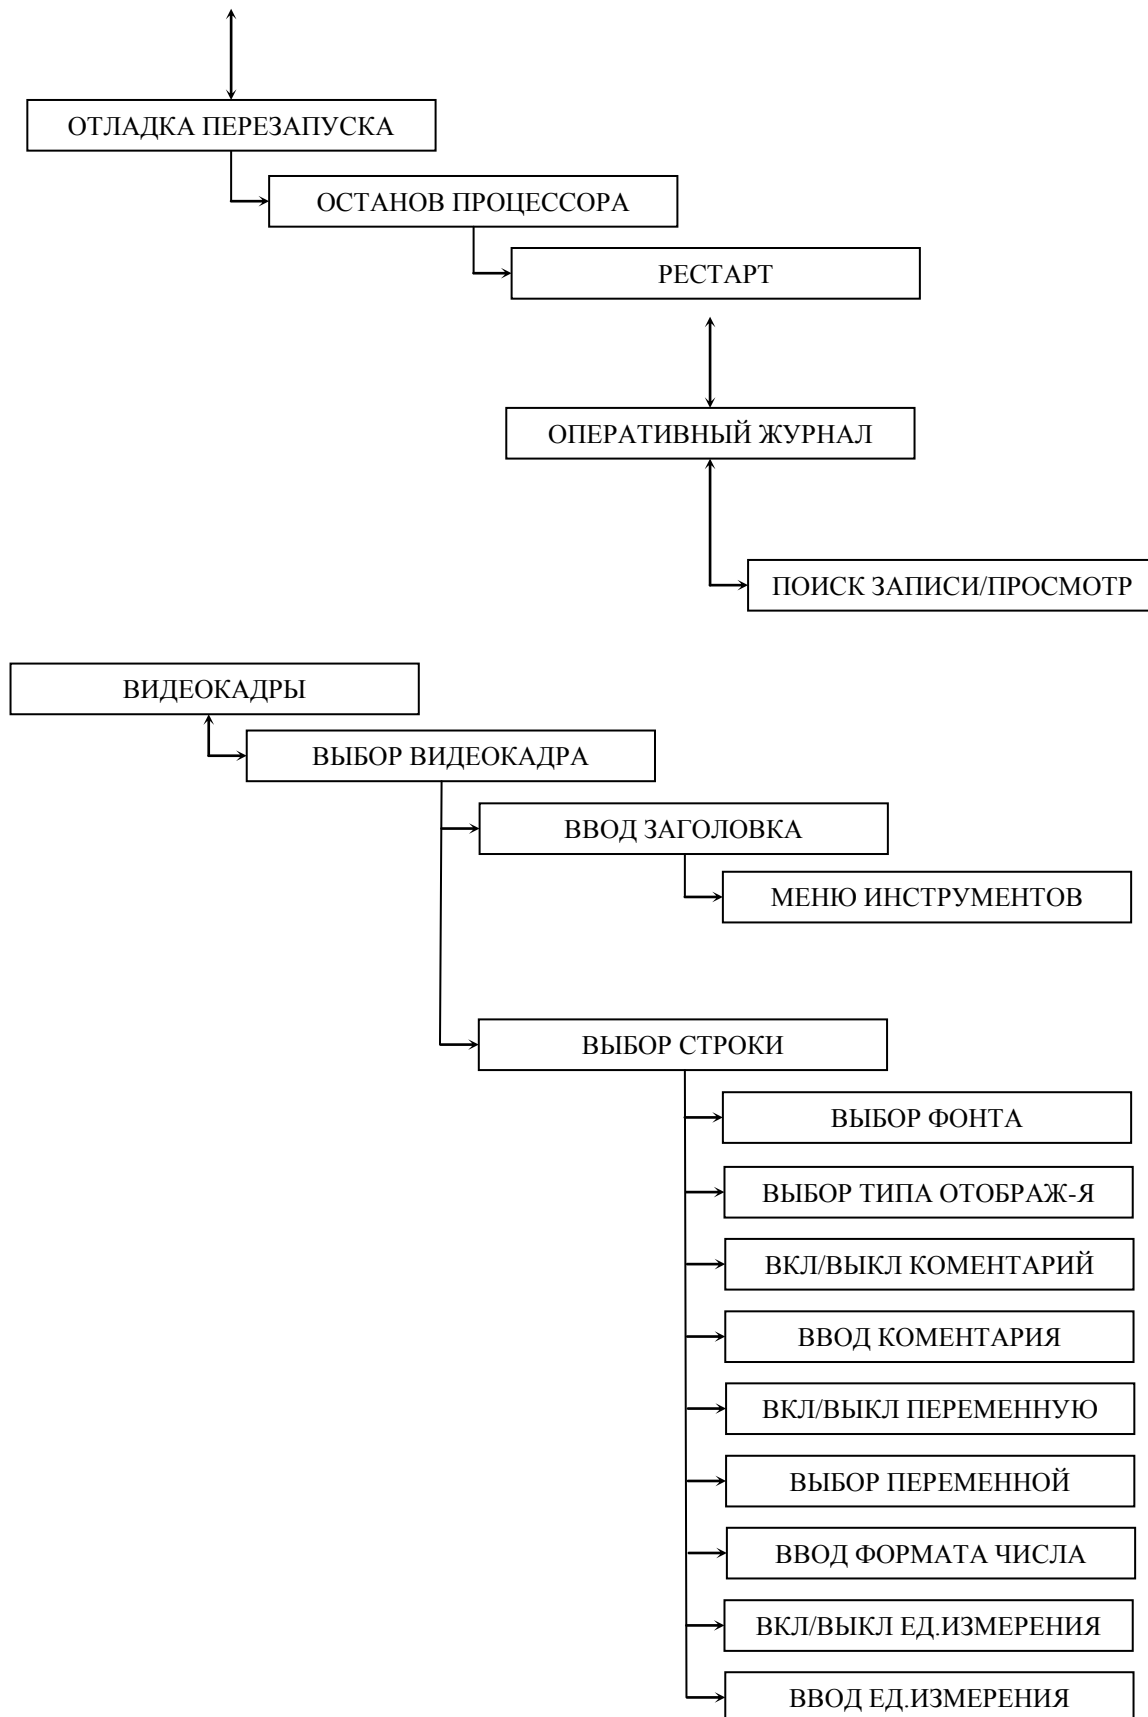 ОТЛАДКА ПЕРЕЗАПУСКА
ОСТАНОВ ПРОЦЕССОРА
РЕСТАРТ
ОПЕРАТИВНЫЙ ЖУРНАЛ
ПОИСК ЗАПИСИ/ПРОСМОТР
ВИДЕОКАДРЫ
ВЫБОР ВИДЕОКАДРА
ВВОД ЗАГОЛОВКА
МЕНЮ ИНСТРУМЕНТОВ
ВЫБОР СТРОКИ
ВЫБОР ФОНТА
ВЫБОР ТИПА ОТОБРАЖ-Я
ВКЛ/ВЫКЛ КОМЕНТАРИЙ
ВВОД КОМЕНТАРИЯ
ВКЛ/ВЫКЛ ПЕРЕМЕННУЮ
ВЫБОР ПЕРЕМЕННОЙ
ВВОД ФОРМАТА ЧИСЛА
ВКЛ/ВЫКЛ ЕД.ИЗМЕРЕНИЯ
ВВОД ЕД.ИЗМЕРЕНИЯ